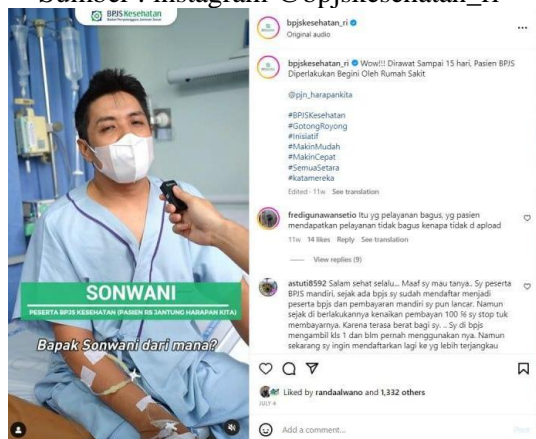 Sumber : Instagram @bpjskesehatan_ri
BPJS Kesehatan
Badan Penyelenggara Jaminan Sosial
SONWANI
PESERTA BPJS KESEHATAN (PASIEN RS JANTUNG HARAPAN KITA)
Bapak Sonwani dari mana?
bpjskesehatan_ri
Original audio
bpjskesehatan_ri Wow!!! Dirawat Sampai 15 hari, Pasien BPJS
Diperlakukan Begini Oleh Rumah Sakit
@pjn_harapankita
#BPJSKesehatan
#GotongRoyong
#Inisiatif
#MakinMudah
#MakinCepat
#SemuaSetara
#katamereka
Edited · 11w See translation
fredigunawansetio Itu yg pelayanan bagus, yg pasien
mendapatkan pelayanan tidak bagus kenapa tidak d apload
11w 14 likes Reply See translation
View replies (9)
astuti8592 Salam sehat selalu... Maaf sy mau tanya.. Sy peserta
BPJS mandiri, sejak ada bpjs sy sudah mendaftar menjadi
peserta bpjs dan pembayaran mandiri sy pun lancar. Namun
sejak di berlakukannya kenaikan pembayan 100 % sy stop tuk
membayarnya. Karena terasa berat bagi sy. .. Sy di bpjs
mengambil kls 1 dan blm pernah menggunakan nya. Namun
sekarang sy ingin mendaftarkan lagi ke yg lebih terjangkau
Liked by randaalwano and 1,332 others
JULY 4
Add a comment...
Post